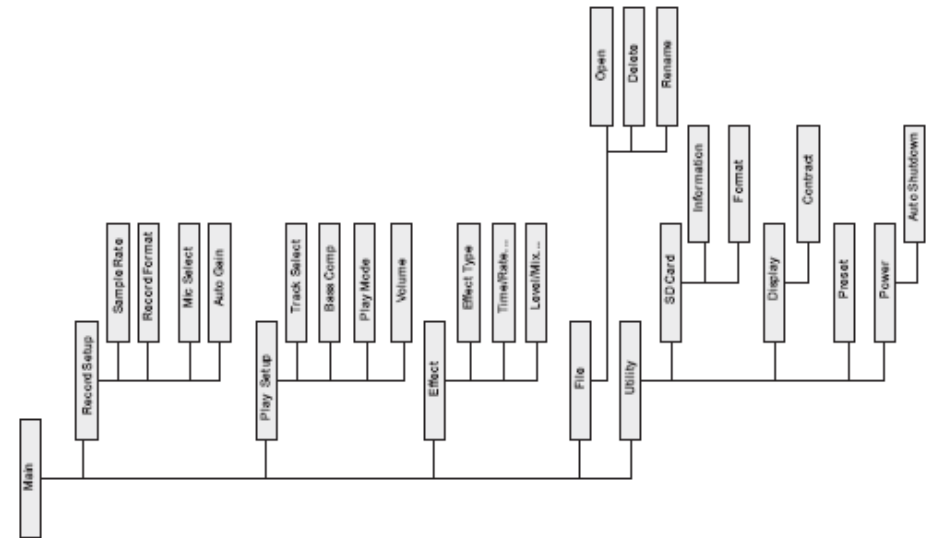 Main
Record Setup
Sample Rate
Record Format
Mic Select
Auto Gain
Play Setup
Track Select
Bass Comp
Play Mode
Volume
Effect
Effect Type
Time/Rate...
Level/Mix...
File
Open
Delete
Rename
Utility
SD Card
Information
Format
Display
Contract
Preset
Power
Auto Shutdown